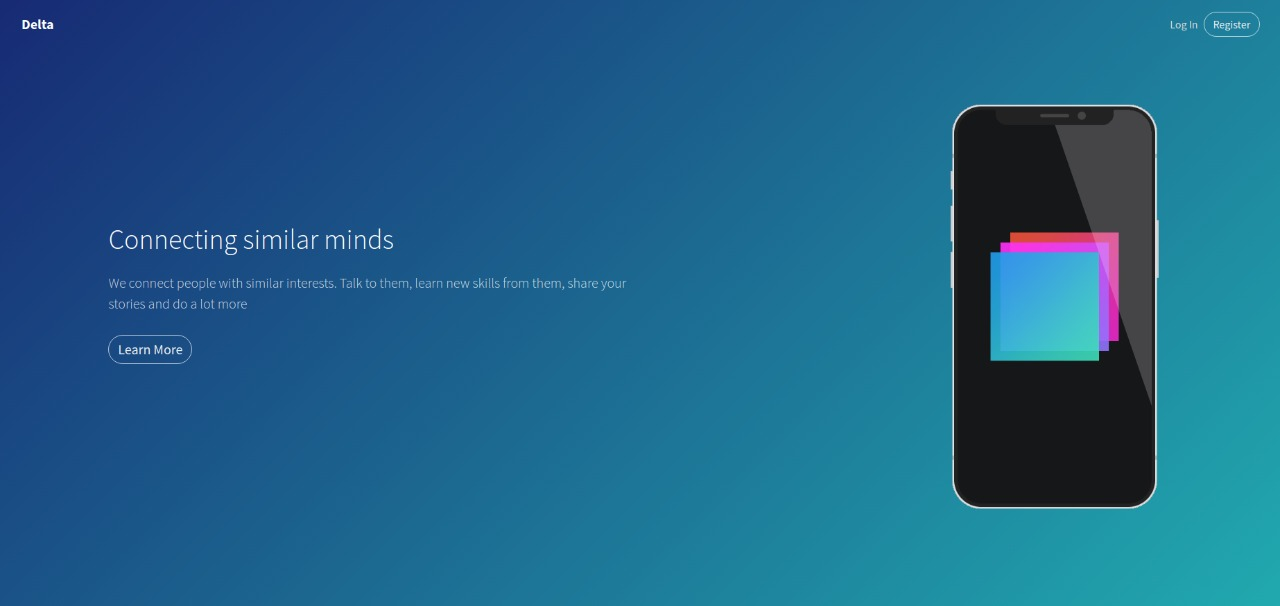 Delta
Log In
Register
Connecting similar minds
We connect people with similar interests. Talk to them, learn new skills from them, share your
stories and do a lot more
Learn More